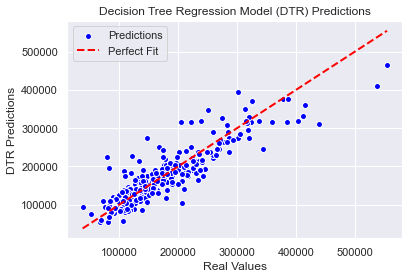 Decision Tree Regression Model (DTR) Predictions
Predictions
Perfect Fit
DTR Predictions
500000
400000
300000
200000
100000
100000 200000 300000 400000 500000
Real Values